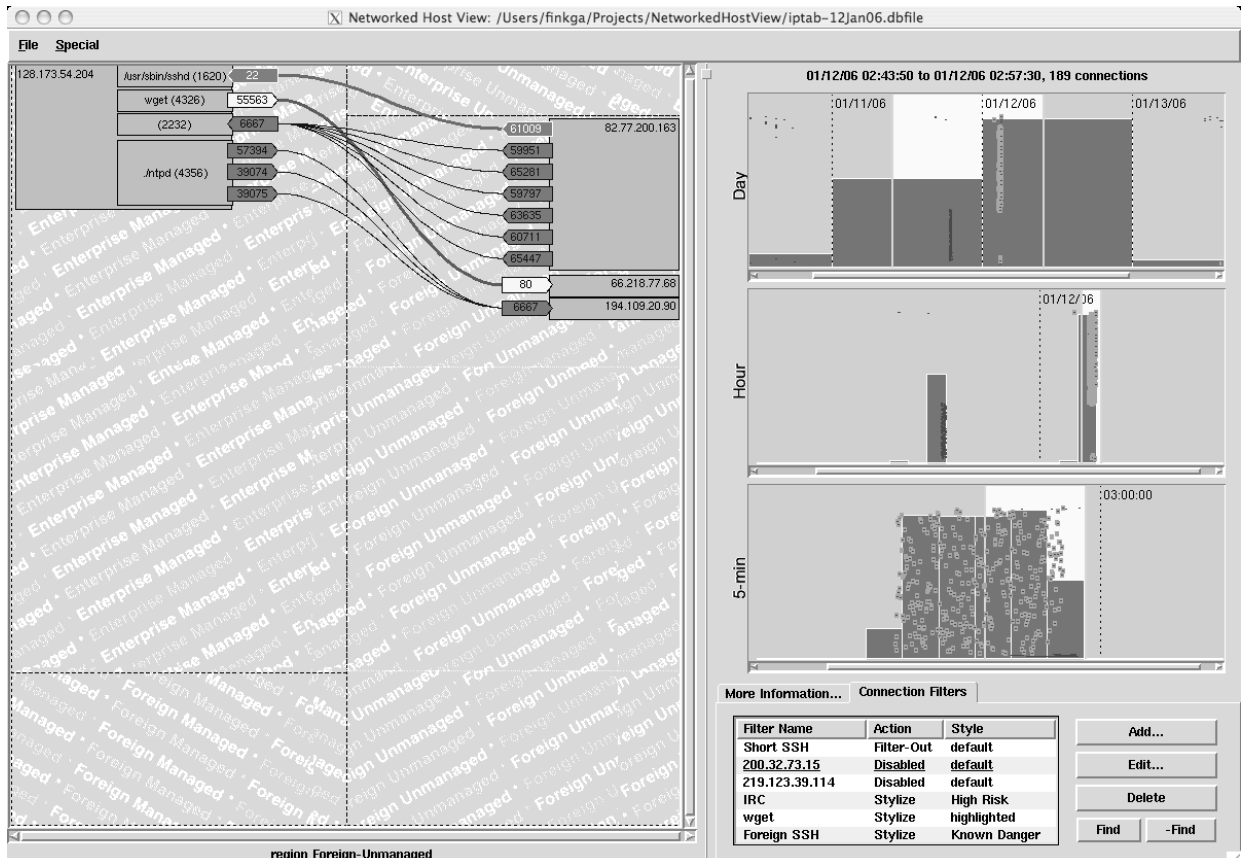 Networked Host View: /Users/finkga/Projects/NetworkedHostView/iptab-12Jan06.dbfile
File Special
128.173.54.204
/usr/sbin/sshd (1620) 22
wget (4326) 55563
(2232) 6667
57394
./ntpd (4356) 39074
39075
61009 82.77.200.163
59951
65281
59797
63635
60711
65447
80 66.218.77.68
6667 194.109.20.90
Enterprise Managed
Foreign Unmanaged
Foreign Managed
region Foreign-Unmanaged
01/12/06 02:43:50 to 01/12/06 02:57:30, 189 connections
Day
01/11/06 01/12/06 01/13/06
Hour
01/12/06
5-min
03:00:00
More Information... Connection Filters
Filter Name Action Style
Short SSH Filter-Out default
200.32.73.15 Disabled default
219.123.39.114 Disabled default
IRC Stylize High Risk
wget Stylize highlighted
Foreign SSH Stylize Known Danger
Add...
Edit...
Delete
Find -Find